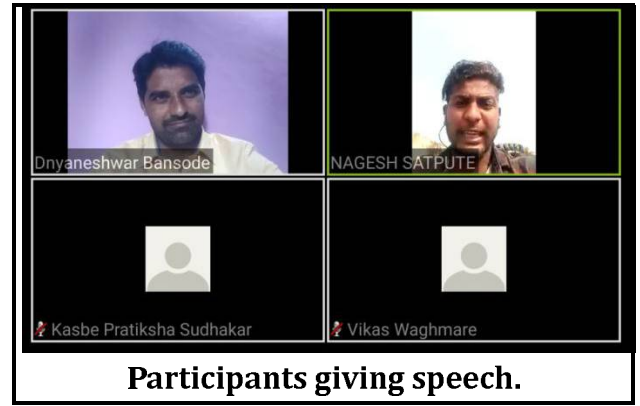 Dnyaneshwar Bansode
NAGESH SATPUTE
Kasbe Pratiksha Sudhakar
Vikas Waghmare
Participants giving speech.